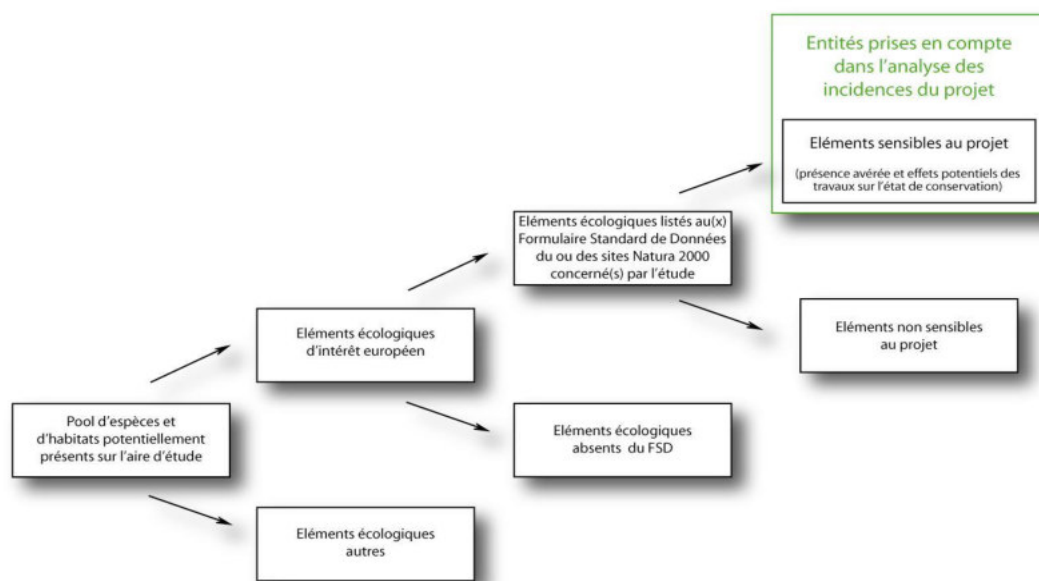 Entités prises en compte
dans l'analyse des
incidences du projet
Eléments sensibles au projet
(présence avérée et effets potentiels des
travaux sur l'état de conservation)
Eléments écologiques listés au(x)
Formulaire Standard de Données
du ou des sites Natura 2000
concerné(s) par l'étude
Eléments non sensibles
au projet
Eléments écologiques
d'intérêt européen
Pool d'espèces et
d'habitats potentiellement
présents sur l'aire d'étude
Eléments écologiques
absents du FSD
Eléments écologiques
autres